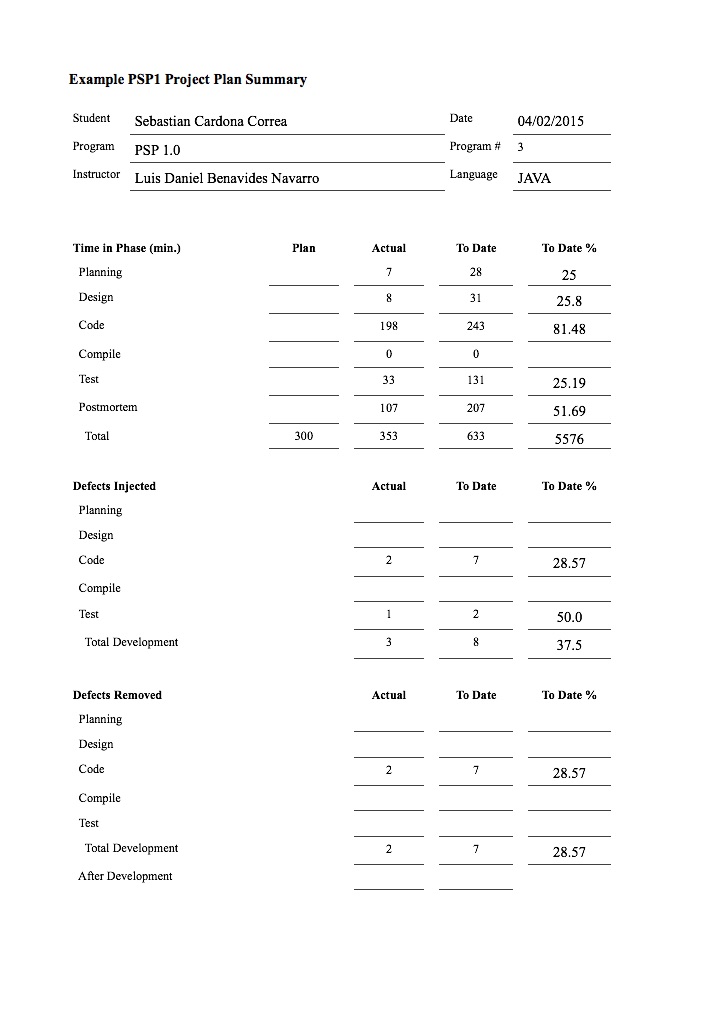 Example PSP1 Project Plan Summary
Student Sebastian Cardona Correa Date 04/02/2015
Program PSP 1.0 Program # 3
Instructor Luis Daniel Benavides Navarro Language JAVA
Time in Phase (min.) Plan Actual To Date To Date %
Planning 7 28 25
Design 8 31 25.8
Code 198 243 81.48
Compile 0 0
Test 33 131 25.19
Postmortem 107 207 51.69
Total 300 353 633 5576
Defects Injected Actual To Date To Date %
Planning
Design
Code 2 7 28.57
Compile
Test 1 2 50.0
Total Development 3 8 37.5
Defects Removed Actual To Date To Date %
Planning
Design
Code 2 7 28.57
Compile
Test
Total Development 2 7 28.57
After Development